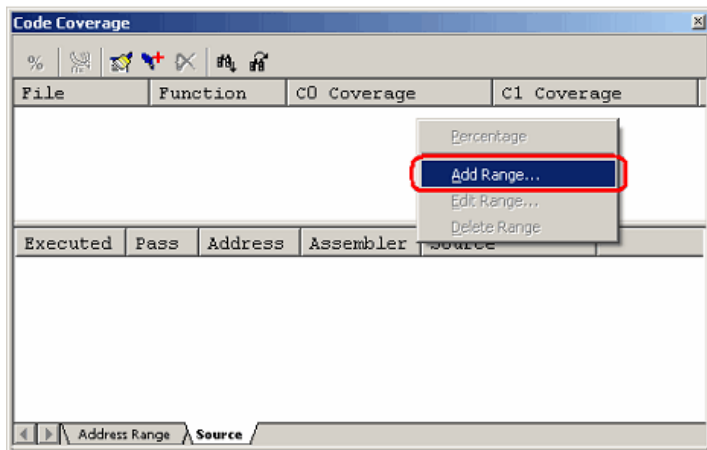 Code Coverage
%
File Function C0 Coverage C1 Coverage
Percentage
Add Range...
Edit Range...
Delete Range
Executed Pass Address Assembler Source
Address Range Source